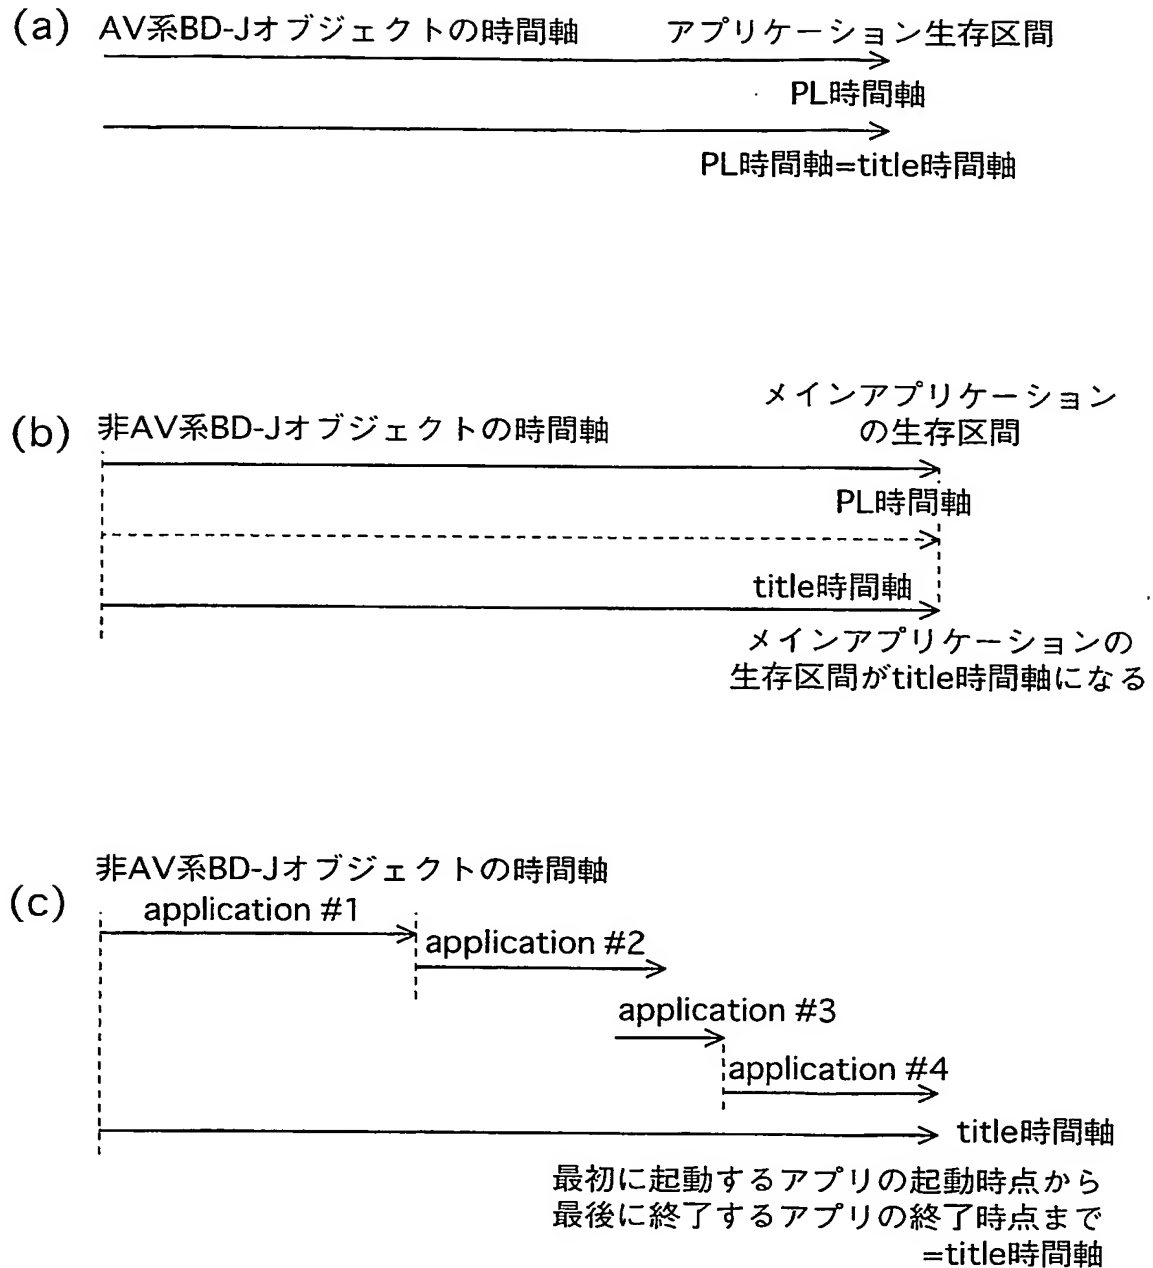 (a) AV系BD-Jオブジェクトの時間軸 アプリケーション生存区間
PL時間軸
PL時間軸=title時間軸
メインアプリケーション
(b) 非AV系BD-Jオブジェクトの時間軸 の生存区間
PL時間軸
title時間軸
メインアプリケーションの
生存区間がtitle時間軸になる
非AV系BD-Jオブジェクトの時間軸
(c) application #1
application #2
application #3
application #4
title時間軸
最初に起動するアプリの起動時点から
最後に終了するアプリの終了時点まで
=title時間軸